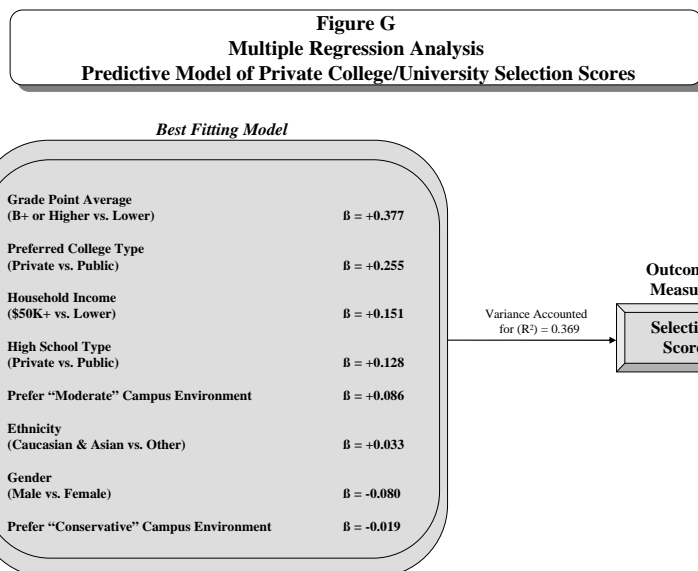 Figure G
Multiple Regression Analysis
Predictive Model of Private College/University Selection Scores
Best Fitting Model
Grade Point Average
(B+ or Higher vs. Lower) ß = +0.377
Preferred College Type
(Private vs. Public) ß = +0.255
Household Income
($50K+ vs. Lower) ß = +0.151
High School Type
(Private vs. Public) ß = +0.128
Prefer “Moderate” Campus Environment ß = +0.086
Ethnicity
(Caucasian & Asian vs. Other) ß = +0.033
Gender
(Male vs. Female) ß = -0.080
Prefer “Conservative” Campus Environment ß = -0.019
Variance Accounted
for (R²) = 0.369